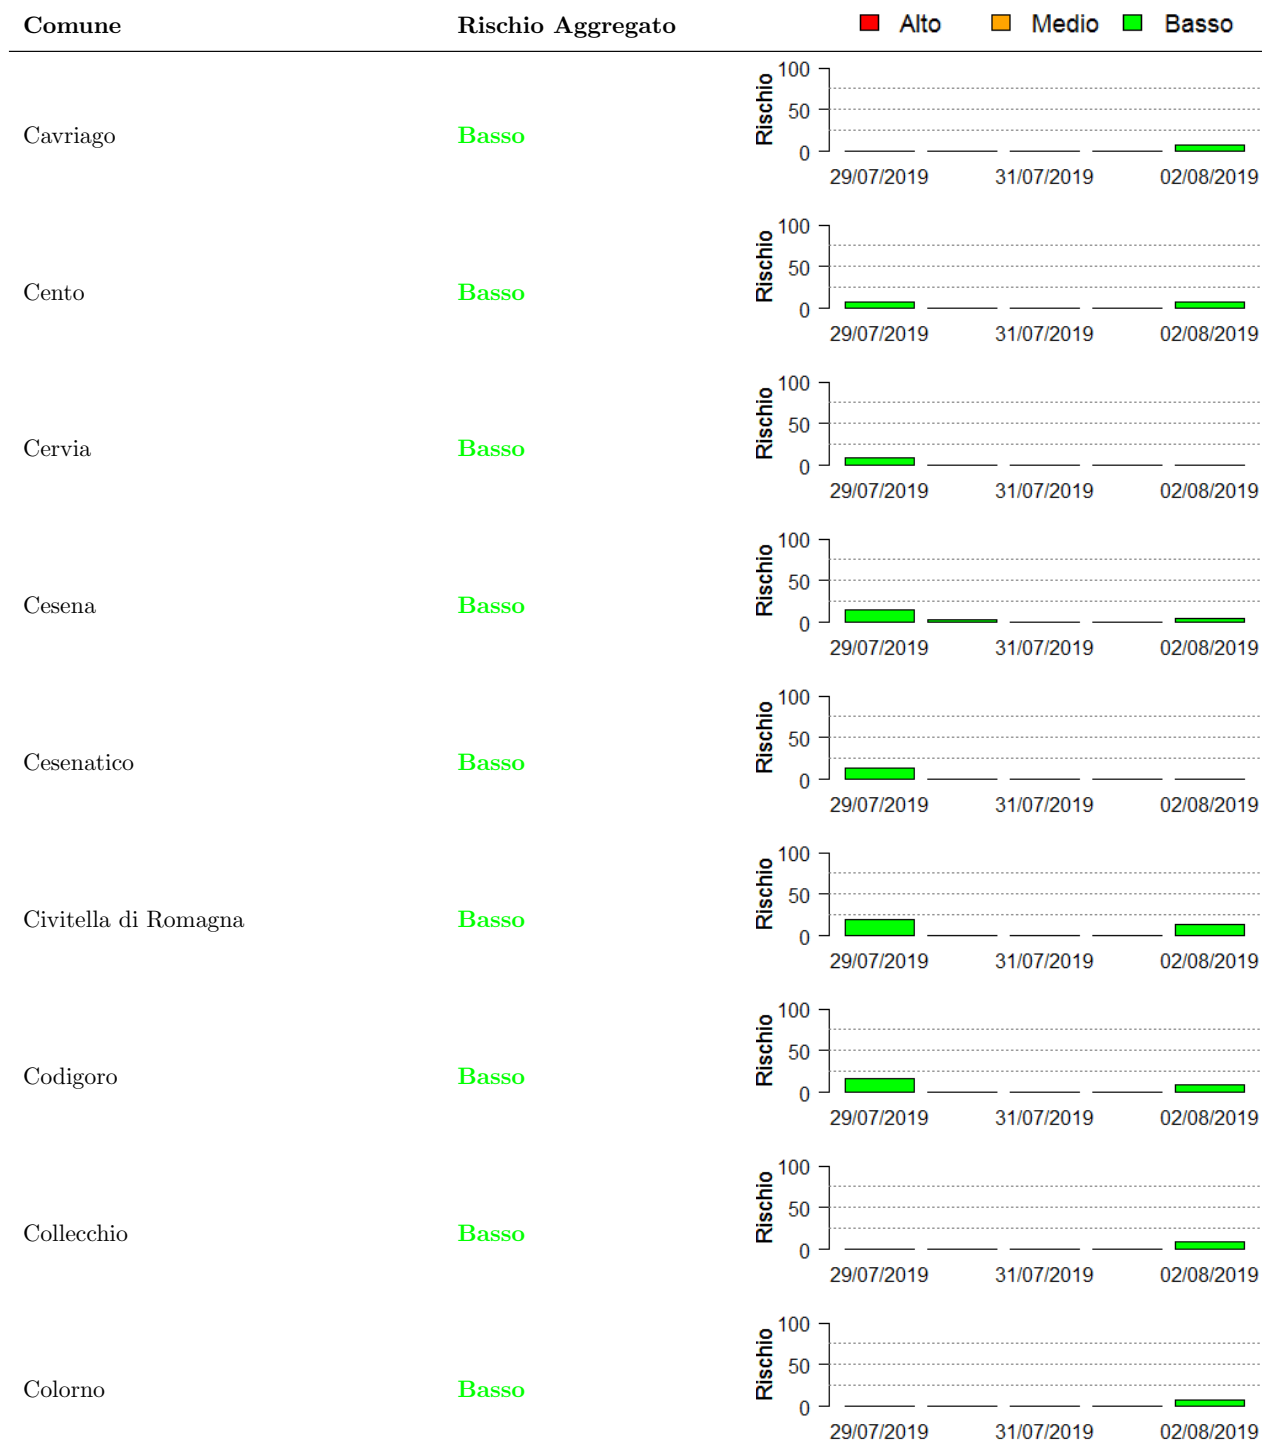 Comune Rischio Aggregato Alto Medio Basso
Cavriago Basso Rischio 100 50 0
29/07/2019 31/07/2019 02/08/2019
Cento Basso Rischio 100 50 0
29/07/2019 31/07/2019 02/08/2019
Cervia Basso Rischio 100 50 0
29/07/2019 31/07/2019 02/08/2019
Cesena Basso Rischio 100 50 0
29/07/2019 31/07/2019 02/08/2019
Cesenatico Basso Rischio 100 50 0
29/07/2019 31/07/2019 02/08/2019
Civitella di Romagna Basso Rischio 100 50 0
29/07/2019 31/07/2019 02/08/2019
Codigoro Basso Rischio 100 50 0
29/07/2019 31/07/2019 02/08/2019
Collecchio Basso Rischio 100 50 0
29/07/2019 31/07/2019 02/08/2019
Colorno Basso Rischio 100 50 0
29/07/2019 31/07/2019 02/08/2019